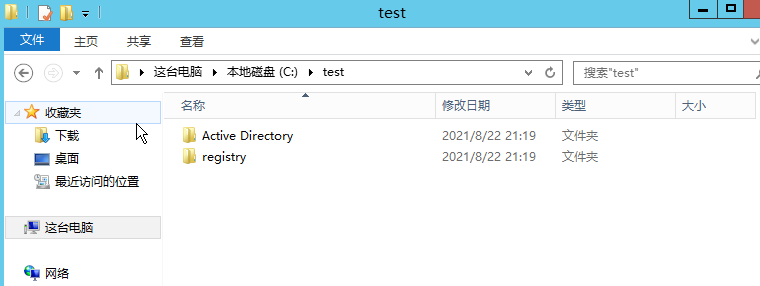 test
文件 主页 共享 查看
这台电脑 本地磁盘 (C:) test 搜索"test"
名称 修改日期 类型 大小
收藏夹
Active Directory 2021/8/22 21:19 文件夹
下载
registry 2021/8/22 21:19 文件夹
桌面
最近访问的位置
这台电脑
网络